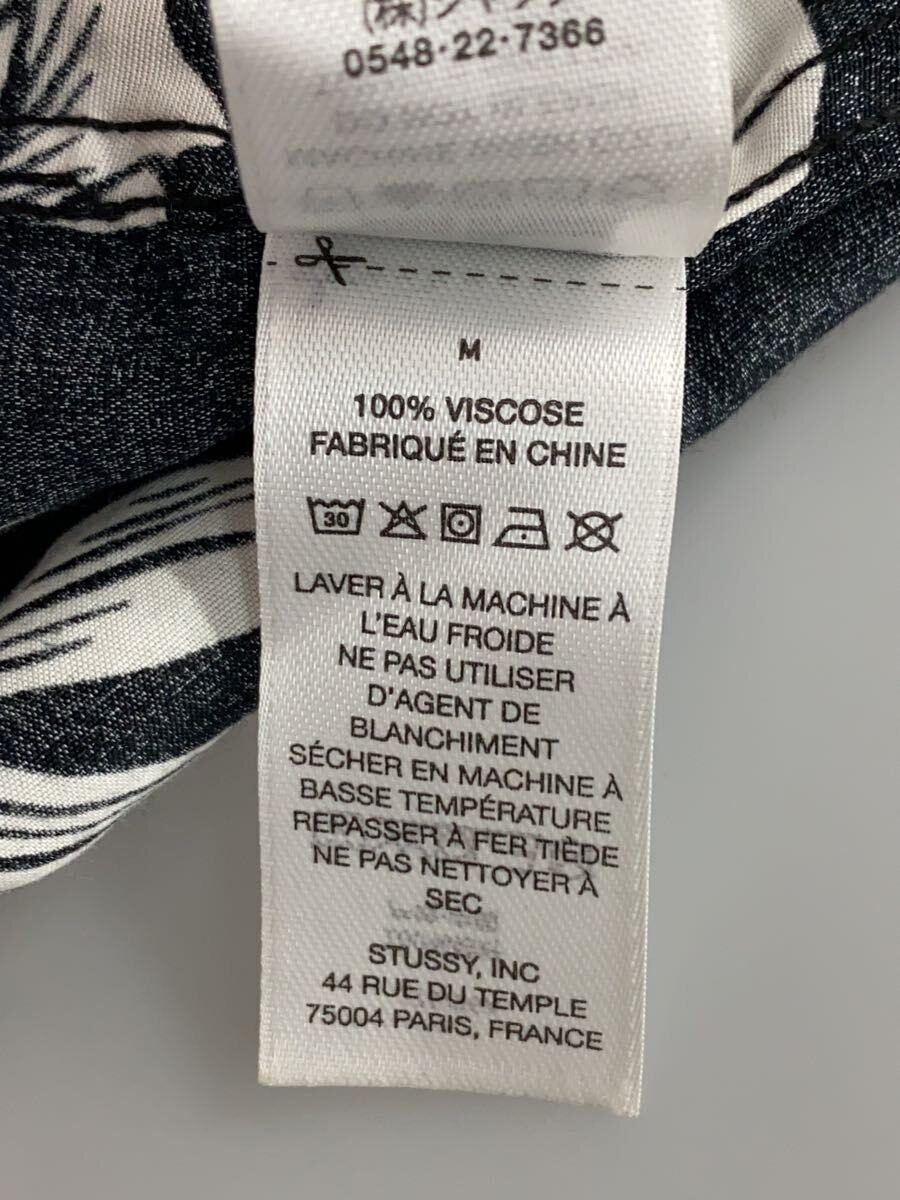 0548·22·7366
M
100% VISCOSE
FABRIQUÉ EN CHINE
30
LAVER À LA MACHINE À
L'EAU FROIDE
NE PAS UTILISER
D'AGENT DE
BLANCHIMENT
SÉCHER EN MACHINE À
BASSE TEMPÉRATURE
REPASSER À FER TIÈDE
NE PAS NETTOYER À
SEC
STUSSY, INC
44 RUE DU TEMPLE
75004 PARIS, FRANCE